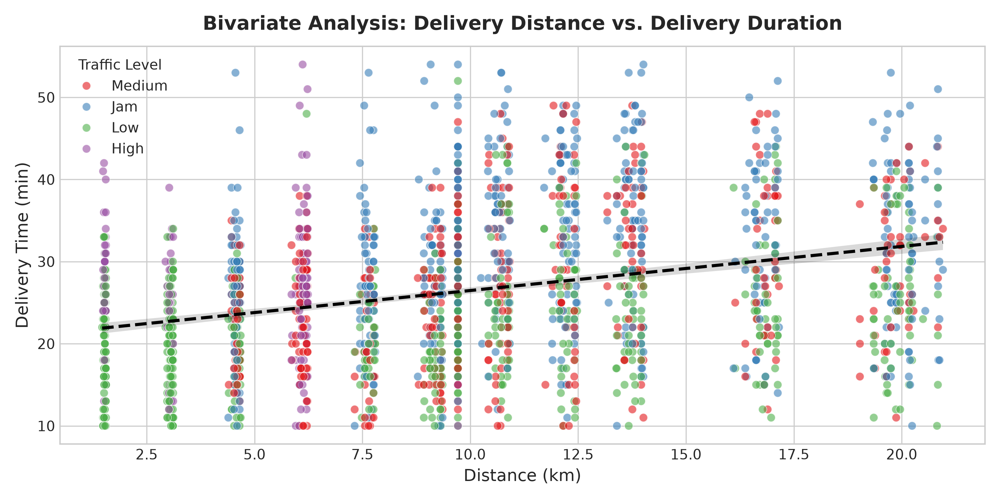 Bivariate Analysis: Delivery Distance vs. Delivery Duration
Traffic Level
Medium
Jam
Low
High
Delivery Time (min)
50
40
30
20
10
2.5 5.0 7.5 10.0 12.5 15.0 17.5 20.0
Distance (km)